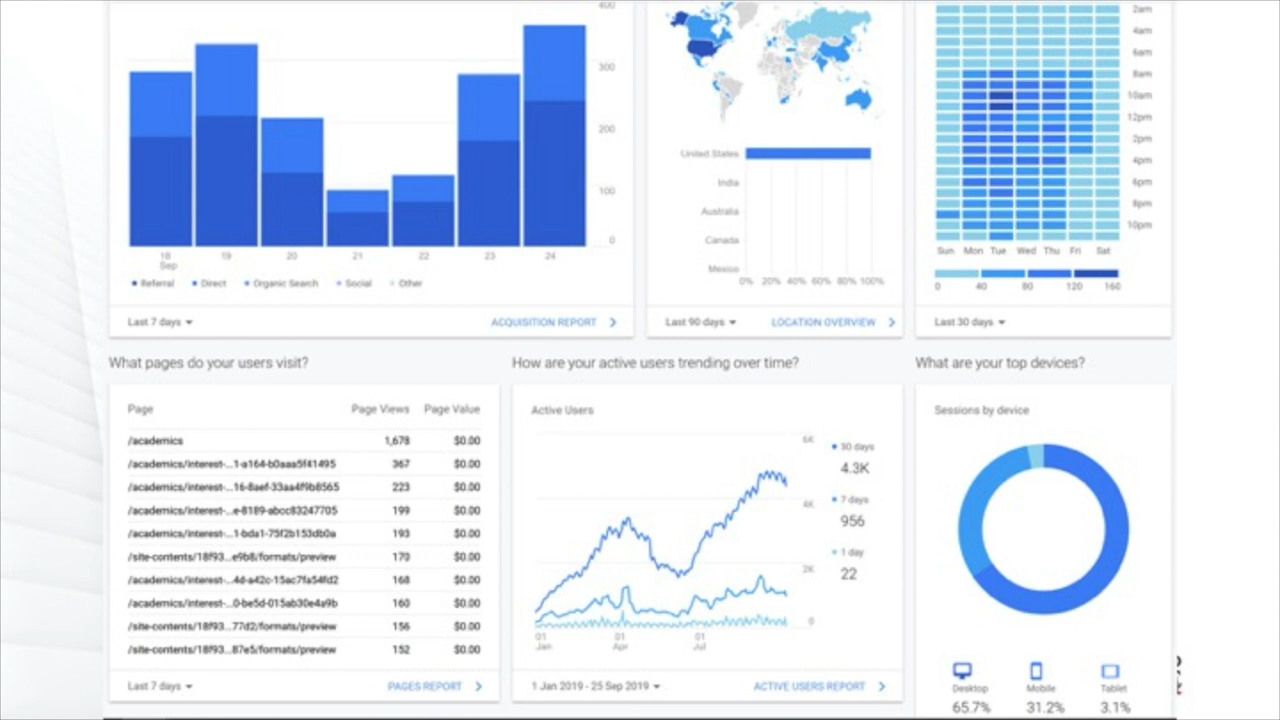 400
300
200
100
0
18 Sep 19 20 21 22 23 24
Referral Direct Organic Search Social Other
Last 7 days ACQUISITION REPORT
United States
India
Australia
Canada
Mexico
0% 20% 40% 60% 80% 100%
Last 90 days LOCATION OVERVIEW
2am
4am
6am
8am
10am
12pm
2pm
4pm
6pm
8pm
10pm
Sun Mon Tue Wed Thu Fri Sat
0 40 80 120 160
Last 30 days
What pages do your users visit?
Page Page Views Page Value
/academics 1,678 $0.00
/academics/interest-...1-a164-b0aaa5f41495 367 $0.00
/academics/interest-...16-8aef-33aa4f9b8565 223 $0.00
/academics/interest-...e-8189-abcc83247705 199 $0.00
/academics/interest-...1-bda1-75f2b153db0a 193 $0.00
/site-contents/18f93...e9b8/formats/preview 170 $0.00
/academics/interest-...4d-a42c-15ac7fa54fd2 168 $0.00
/academics/interest-...0-be5d-015ab30e4a9b 160 $0.00
/site-contents/18f93...77d2/formats/preview 156 $0.00
/site-contents/18f93...87e5/formats/preview 152 $0.00
Last 7 days PAGES REPORT
How are your active users trending over time?
Active Users
6K
4K
2K
0
01 Jan 01 Apr 01 Jul
30 days
4.3K
7 days
956
1 day
22
1 Jan 2019 - 25 Sep 2019 ACTIVE USERS REPORT
What are your top devices?
Sessions by device
Desktop Mobile Tablet
65.7% 31.2% 3.1%